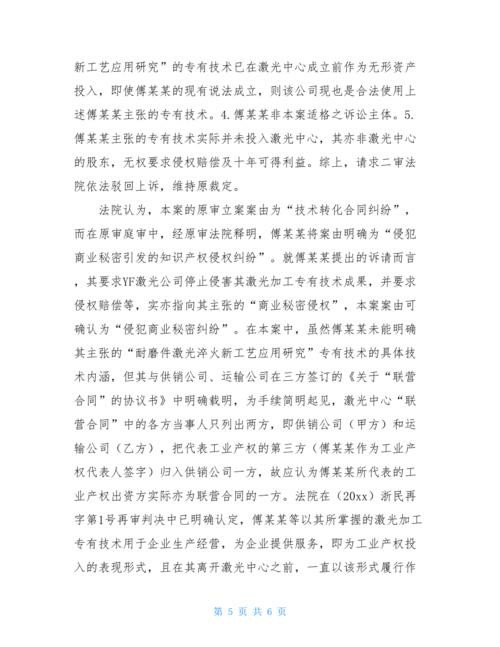 新工艺应用研究”的专有技术已在激光中心成立前作为无形资产
投入，即使傅某某的现有说法成立，则该公司现也是合法使用上
述傅某某主张的专有技术。4.傅某某非本案适格之诉讼主体。5.
傅某某主张的专有技术实际并未投入激光中心，其亦非激光中心
的股东，无权要求侵权赔偿及十年可得利益。综上，请求二审法
院依法驳回上诉，维持原裁定。
法院认为，本案的原审立案案由为“技术转化合同纠纷”，
而在原审庭审中，经原审法院释明，傅某某将案由明确为“侵犯
商业秘密引发的知识产权侵权纠纷”。就傅某某提出的诉请而言
，其要求YF激光公司停止侵害其激光加工专有技术成果，并要求
侵权赔偿等，实亦指向其主张的“商业秘密侵权”，本案案由可
确认为“侵犯商业秘密纠纷”。在本案中，虽然傅某某未能明确
其主张的“耐磨件激光淬火新工艺应用研究”专有技术的具体技
术内涵，但其与供销公司、运输公司在三方签订的《关于“联营
合同”的协议书》中明确载明，为手续简明起见，激光中心“联
营合同”中的各方当事人只列出两方，即供销公司（甲方）和运
输公司（乙方），把代表工业产权的第三方（傅某某作为工业产
权代表人签字）归入供销公司一方，故应认为傅某某所代表的工
业产权出资方实际亦为联营合同的一方。法院在（20xx）浙民再
字第1号再审判决中已明确认定，傅某某等以其所掌握的激光加工
专有技术用于企业生产经营，为企业提供服务，即为工业产权投
入的表现形式，且在其离开激光中心之前，一直以该形式履行作
第 5 页 共 6 页